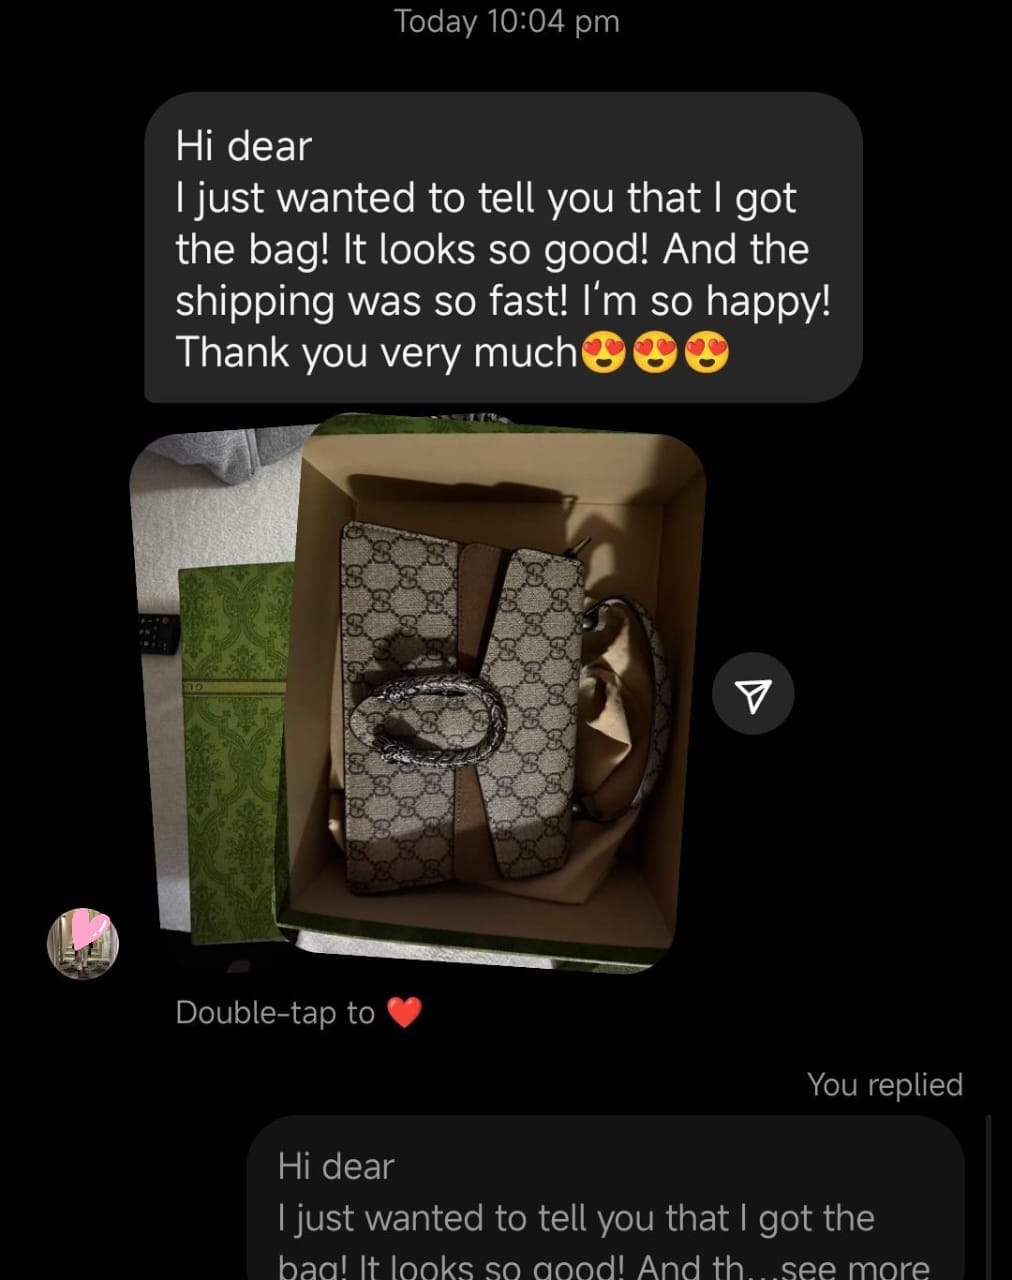 Today 10:04 pm
Hi dear
I just wanted to tell you that I got
the bag! It looks so good! And the
shipping was so fast! I‘m so happy!
Thank you very much😍😍😍
Double-tap to ❤️
You replied
Hi dear
I just wanted to tell you that I got the
bag! It looks so good! And th...see more